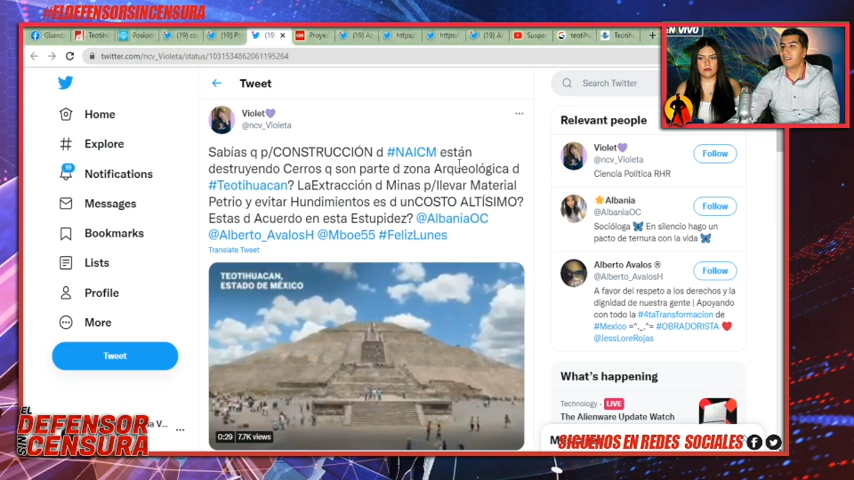 #ELDEFENSORSINCENSURA
EN VIVO
twitter.com/ncv_Violeta/status/1031534862061195264
Tweet
Search Twitter
Home
Explore
19
Notifications
Messages
Bookmarks
Lists
Profile
More
Tweet
Violet💜
@ncv_Violeta
Sabías q p/CONSTRUCCIÓN d #NAICM están
destruyendo Cerros q son parte d zona Arqueológica d
#Teotihuacan? LaExtracción d Minas p/llevar Material
Petrio y evitar Hundimientos es d unCOSTO ALTÍSIMO?
Estas d Acuerdo en esta Estupidez? @AlbaniaOC
@Alberto_AvalosH @Mboe55 #FelizLunes
Translate Tweet
TEOTIHUACAN,
ESTADO DE MÉXICO
0:29 7.7K views
Relevant people
Violet💜
@ncv_Violeta
Follow
Ciencia Política RHR
Albania
@AlbaniaOC
Follow
Socióloga 🦋 En silencio hago un
pacto de ternura con la vida 🦋
Alberto Avalos ®
@Alberto_AvalosH
Follow
A favor del respeto a los derechos y la
dignidad de nuestra gente | Apoyando
con todo la #4taTransformacion de
#Mexico =^._.^= #OBRADORISTA ❤️
@JessLoreRojas
What's happening
Technology · LIVE
The Alienware Update Watch
EL
DEFENSOR
SIN
CENSURA
SIGUENOS EN REDES SOCIALES